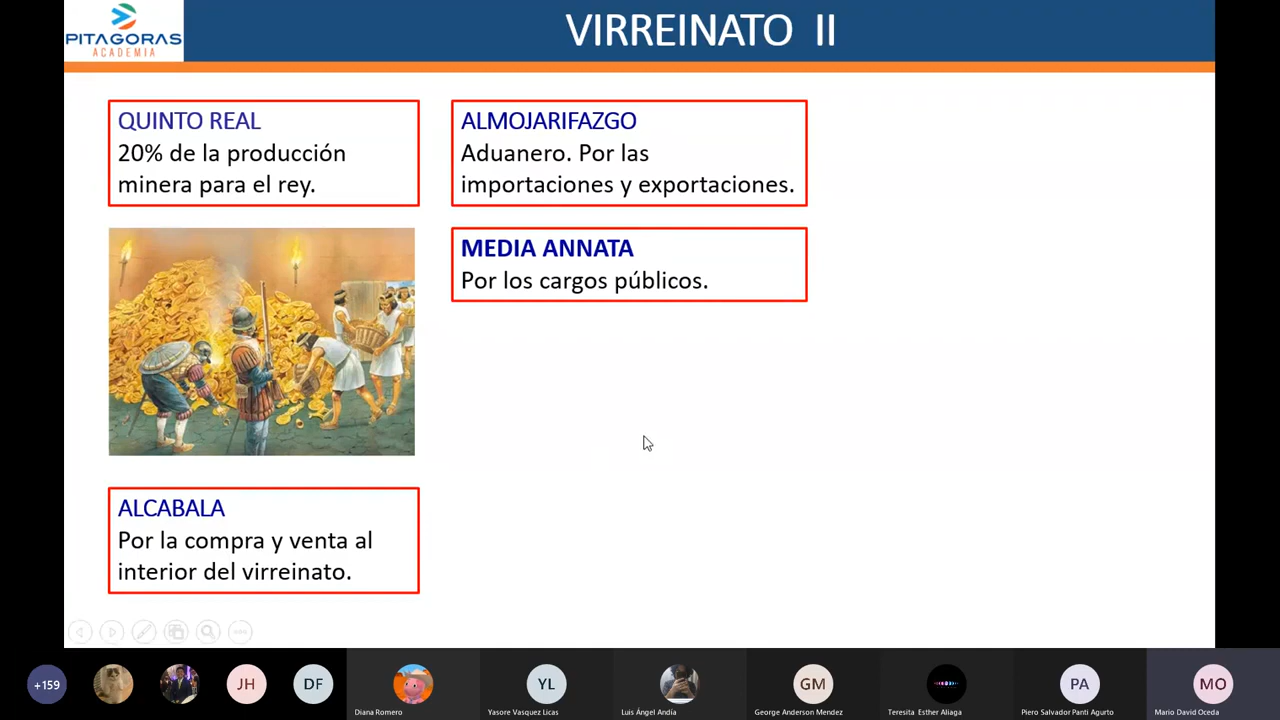 PITAGORAS
ACADEMIA
VIRREINATO II
QUINTO REAL
20% de la producción
minera para el rey.
ALMOJARIFAZGO
Aduanero. Por las
importaciones y exportaciones.
MEDIA ANNATA
Por los cargos públicos.
ALCABALA
Por la compra y venta al
interior del virreinato.
+159
JH
DF
Diana Romero
YL
Yasore Vasquez Licas
Luis Ángel Andía
GM
George Anderson Mendez
Teresita Esther Aliaga
PA
Piero Salvador Panti Agurto
MO
Mario David Oceda